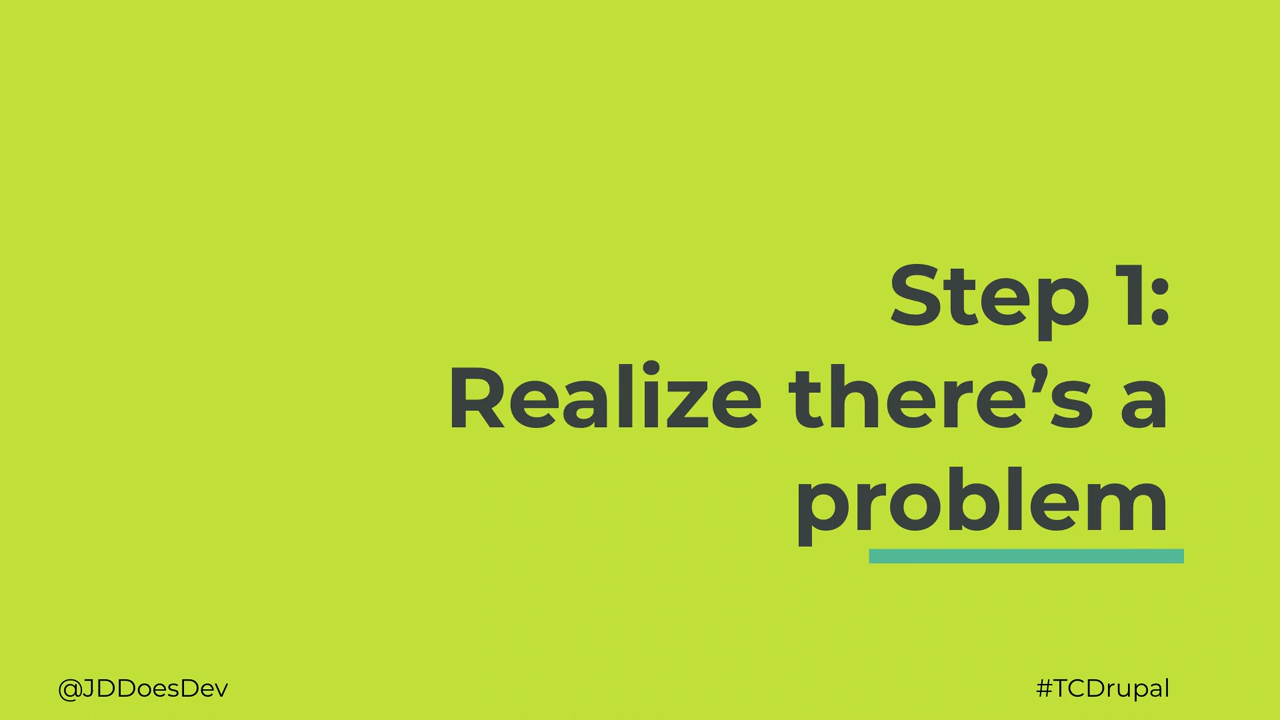 Step 1:
Realize there’s a
problem
@JDDoesDev
#TCDrupal